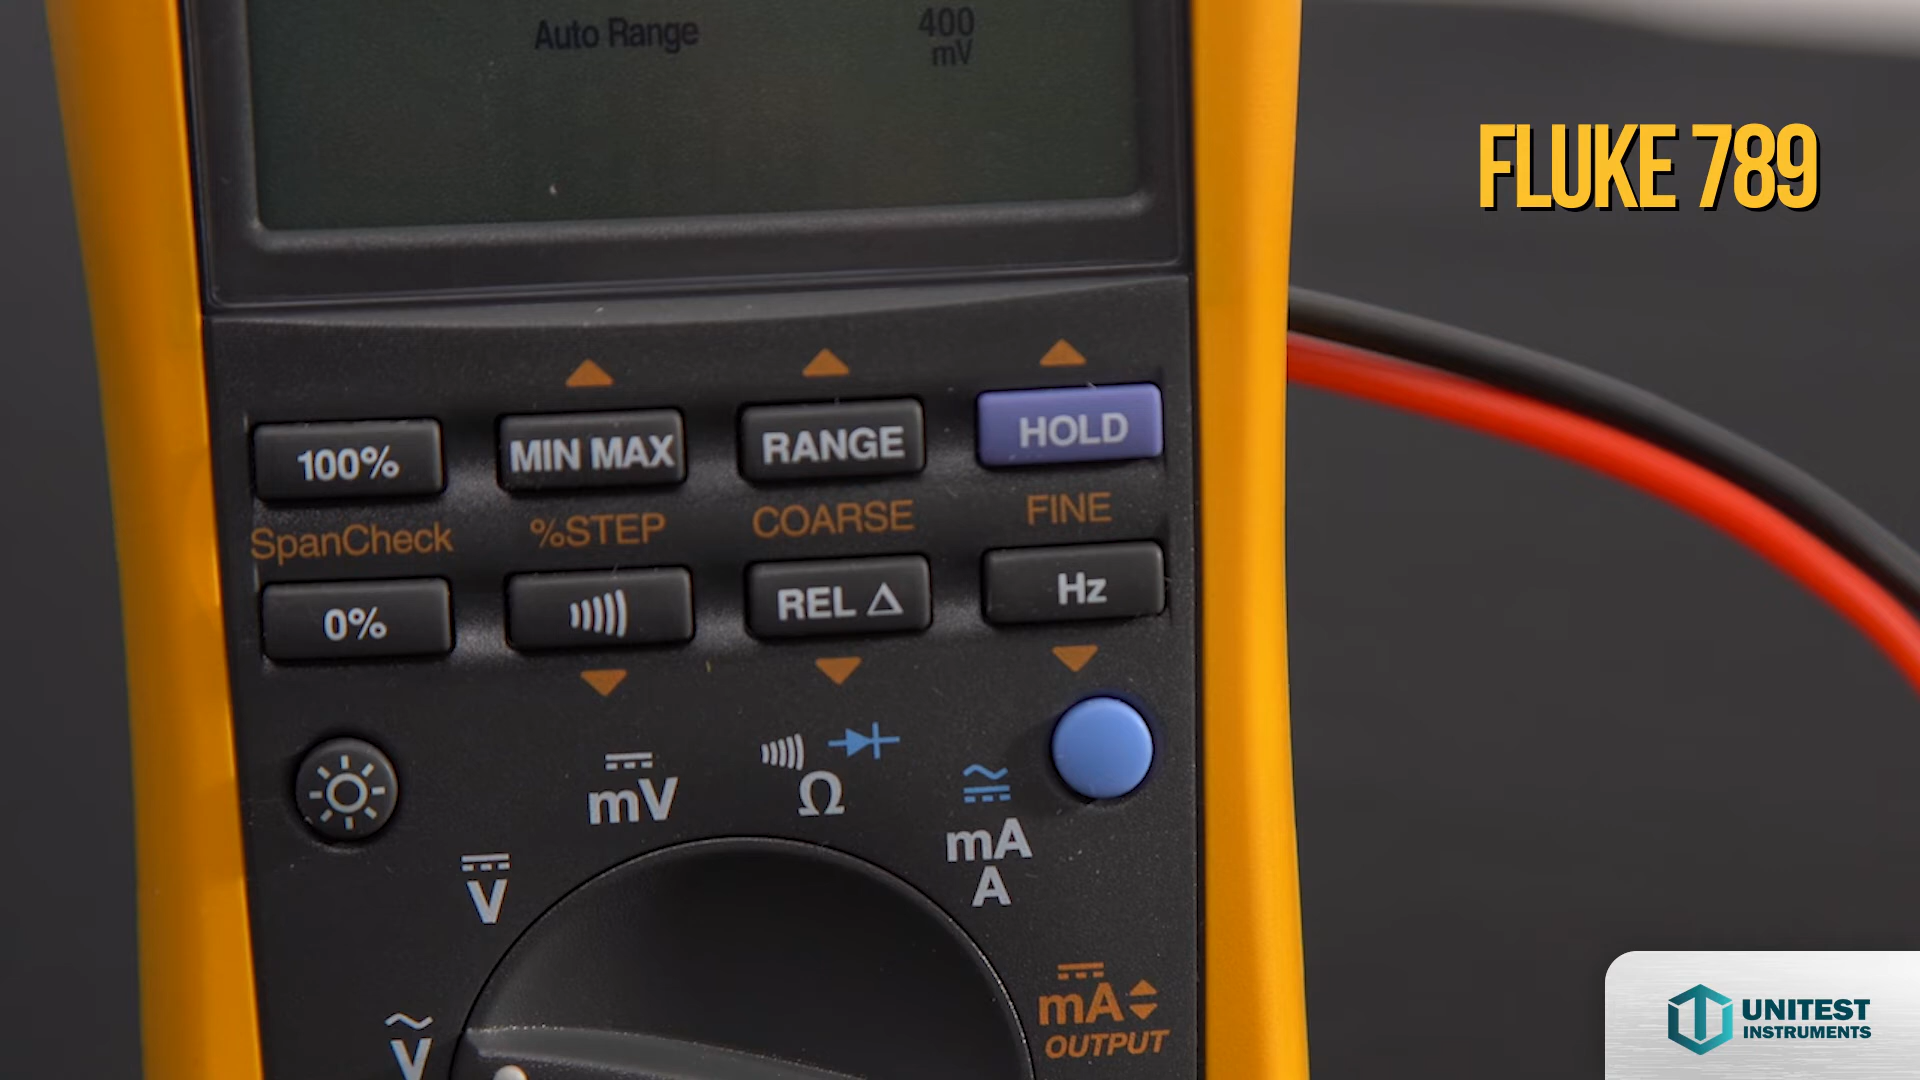 Auto Range 400
mV
FLUKE 789
100% MIN MAX RANGE HOLD
SpanCheck %STEP COARSE FINE
0% REL Δ Hz
mV
Ω
mA
A
V
mA
OUTPUT
V
UNITEST
INSTRUMENTS